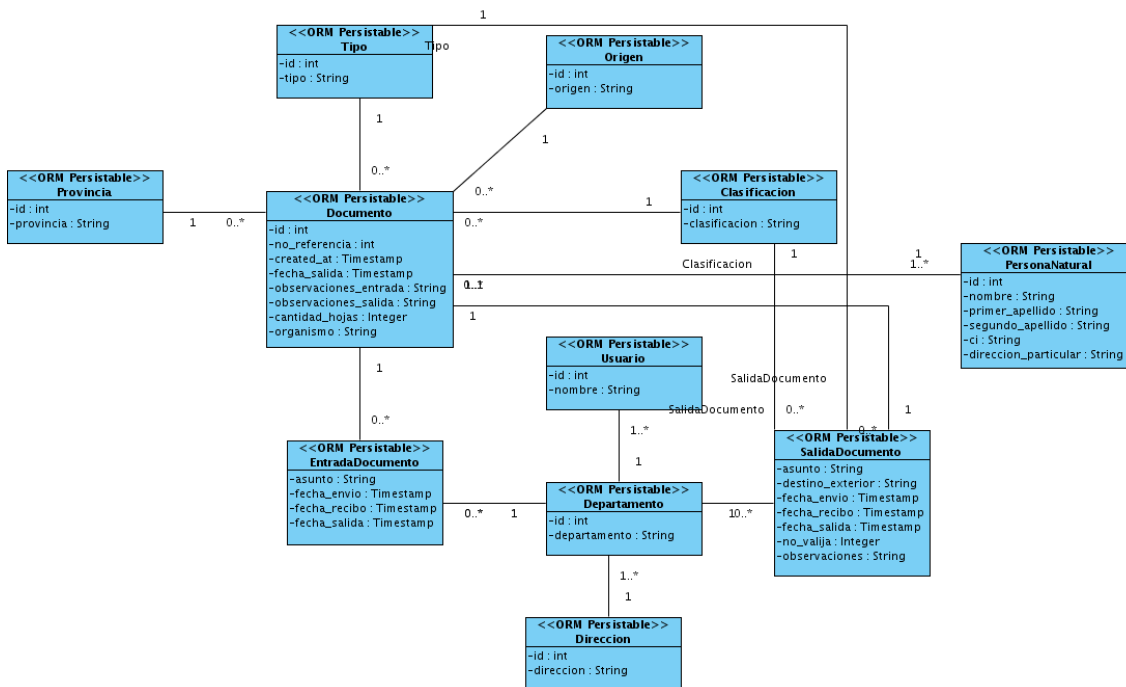 <<ORM Persistable>>
Tipo
-id : int
-tipo : String
Tipo
1
<<ORM Persistable>>
Origen
-id : int
-origen : String
1
0..*
1
0..*
<<ORM Persistable>>
Provincia
-id : int
-provincia : String
1
0..*
<<ORM Persistable>>
Documento
-id : int
-no_referencia : int
-created_at : Timestamp
-fecha_salida : Timestamp
-observaciones_entrada : String
-observaciones_salida : String
-cantidad_hojas : Integer
-organismo : String
0..*
1
<<ORM Persistable>>
Clasificacion
-id : int
-clasificacion : String
Clasificacion
1
1
1..*
<<ORM Persistable>>
PersonaNatural
-id : int
-nombre : String
-primer_apellido : String
-segundo_apellido : String
-ci : String
-direccion_particular : String
1
1
0..*
<<ORM Persistable>>
Usuario
-id : int
-nombre : String
SalidaDocumento
SalidaDocumento
0..*
1
0..*
1..*
1
<<ORM Persistable>>
EntradaDocumento
-asunto : String
-fecha_envio : Timestamp
-fecha_recibo : Timestamp
-fecha_salida : Timestamp
0..*
1
<<ORM Persistable>>
Departamento
-id : int
-departamento : String
10..*
<<ORM Persistable>>
SalidaDocumento
-asunto : String
-destino_exterior : String
-fecha_envio : Timestamp
-fecha_recibo : Timestamp
-fecha_salida : Timestamp
-no_valija : Integer
-observaciones : String
1..*
1
<<ORM Persistable>>
Direccion
-id : int
-direccion : String